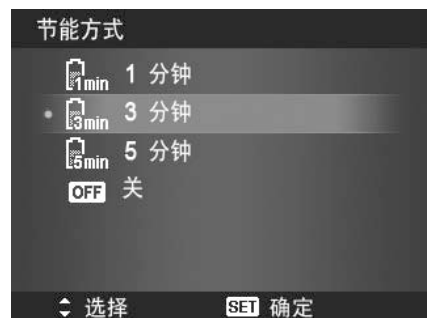 节能方式
1min 1 分钟
3min 3 分钟
5min 5 分钟
OFF 关
选择 SET 确定